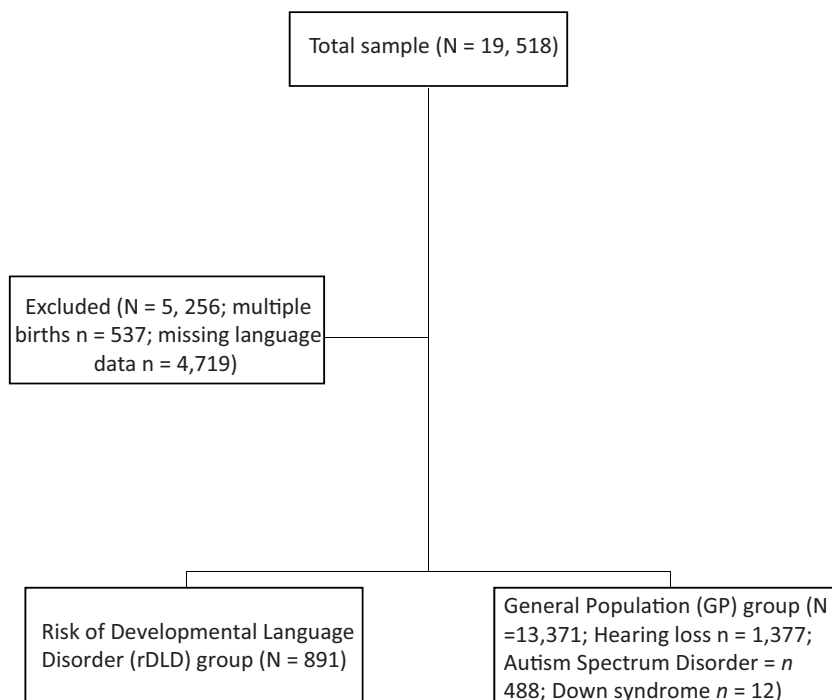 Total sample (N = 19, 518)
Excluded (N = 5, 256; multiple
births n = 537; missing language
data n = 4,719)
Risk of Developmental Language
Disorder (rDLD) group (N = 891)
General Population (GP) group (N
=13,371; Hearing loss n = 1,377;
Autism Spectrum Disorder = n
488; Down syndrome n = 12)